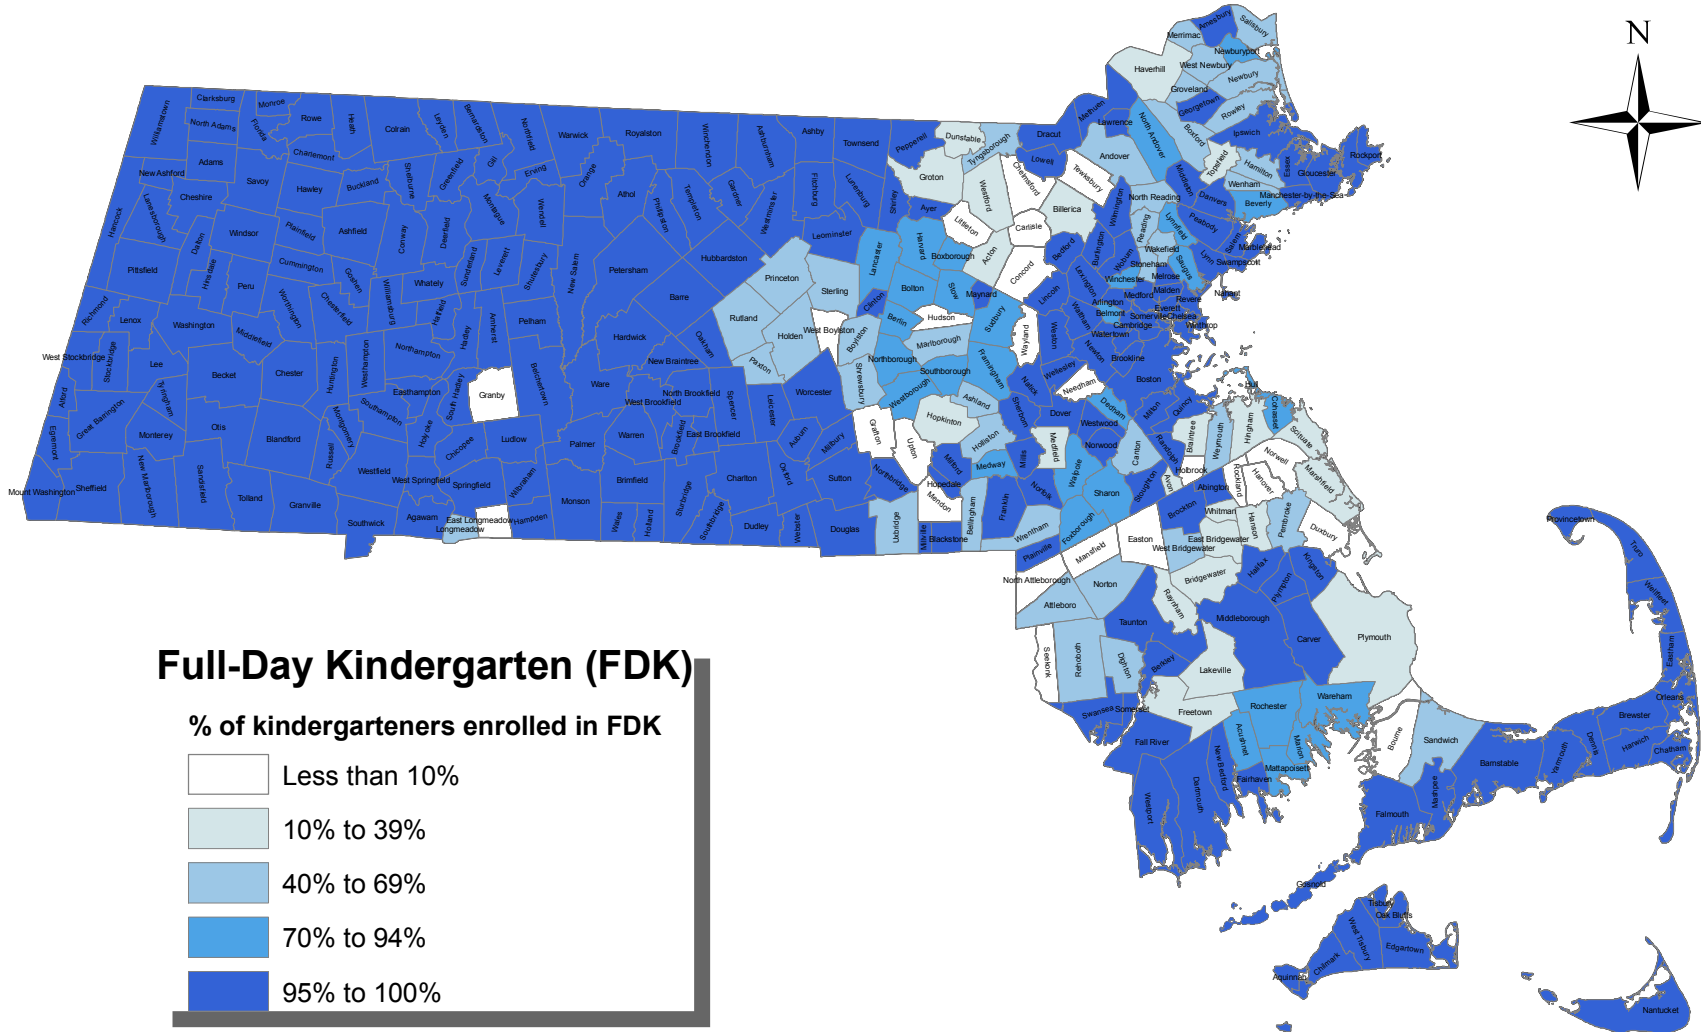 N
Amesbury
Salisbury
Merrimac
Newburyport
Haverhill
West Newbury
Newbury
Groveland
Georgetown
Rowley
Methuen
Lawrence
North Andover
Boxford
Ipswich
Andover
Topsfield
Hamilton
Essex
Gloucester
Rockport
Wenham
Manchester-by-the-Sea
Middleton
Danvers
Beverly
Peabody
Salem
Marblehead
Swampscott
Lynn
Nahant
Lynnfield
Saugus
Williamstown
Clarksburg
North Adams
Monroe
Florida
Rowe
Heath
Colrain
Leyden
Bernardston
Northfield
Warwick
Royalston
Winchendon
Ashburnham
Ashby
Townsend
Pepperell
Dunstable
Tyngsborough
Dracut
Lowell
Chelmsford
Tewksbury
New Ashford
Adams
Savoy
Charlemont
Hawley
Buckland
Shelburne
Greenfield
Gill
Erving
Orange
Athol
Phillipston
Templeton
Gardner
Westminster
Fitchburg
Lunenburg
Shirley
Groton
Ayer
Westford
Littleton
Carlisle
Billerica
Wilmington
North Reading
Reading
Wakefield
Hancock
Lanesborough
Cheshire
Dalton
Windsor
Plainfield
Ashfield
Conway
Deerfield
Montague
Wendell
Sunderland
Leverett
Shutesbury
New Salem
Petersham
Hubbardston
Leominster
Lancaster
Harvard
Boxborough
Acton
Concord
Bedford
Burlington
Woburn
Stoneham
Melrose
Winchester
Lexington
Lincoln
Pittsfield
Hinsdale
Peru
Cummington
Goshen
Worthington
Chesterfield
Williamsburg
Whately
Hatfield
Hadley
Amherst
Pelham
Barre
Princeton
Sterling
Clinton
Bolton
Stow
Maynard
Sudbury
Wayland
Weston
Waltham
Arlington
Medford
Malden
Revere
Everett
Belmont
Somerville
Chelsea
Cambridge
Winthrop
Watertown
Newton
Brookline
Boston
Richmond
Lenox
Washington
Middlefield
Northampton
Hardwick
Oakham
Rutland
Holden
West Boylston
Boylston
Berlin
Hudson
Marlborough
Northborough
Southborough
Framingham
Natick
Wellesley
Needham
Dedham
Milton
Quincy
Hull
West Stockbridge
Stockbridge
Lee
Becket
Chester
Huntington
Westhampton
Easthampton
Southampton
Granby
South Hadley
Belchertown
Ware
New Braintree
North Brookfield
West Brookfield
Spencer
Paxton
Leicester
Worcester
Shrewsbury
Westborough
Ashland
Hopkinton
Sherborn
Dover
Westwood
Norwood
Canton
Randolph
Braintree
Weymouth
Hingham
Cohasset
Scituate
Alford
Great Barrington
Tyringham
Egremont
Monterey
Otis
Blandford
Montgomery
Russell
Westfield
Holyoke
Chicopee
Ludlow
Palmer
Warren
Brookfield
East Brookfield
Auburn
Millbury
Grafton
Upton
Holliston
Medfield
Walpole
Sharon
Stoughton
Avon
Holbrook
Norwell
Mount Washington
Sheffield
New Marlborough
Sandisfield
Tolland
Granville
Southwick
West Springfield
Springfield
Agawam
Wilbraham
East Longmeadow
Longmeadow
Hampden
Monson
Brimfield
Wales
Holland
Sturbridge
Southbridge
Charlton
Dudley
Oxford
Webster
Sutton
Douglas
Northbridge
Hopedale
Milford
Medway
Millis
Mendon
Uxbridge
Millville
Blackstone
Bellingham
Franklin
Norfolk
Wrentham
Foxborough
Plainville
Mansfield
Easton
Brockton
Abington
Rockland
Hanover
Marshfield
Whitman
Hanson
Pembroke
Duxbury
West Bridgewater
East Bridgewater
Bridgewater
Halifax
Plympton
Kingston
North Attleborough
Attleboro
Norton
Raynham
Taunton
Middleborough
Carver
Plymouth
Seekonk
Rehoboth
Dighton
Berkley
Lakeville
Swansea
Somerset
Freetown
Rochester
Wareham
Fall River
Acushnet
Marion
Mattapoisett
New Bedford
Fairhaven
Dartmouth
Westport
Bourne
Sandwich
Falmouth
Mashpee
Barnstable
Yarmouth
Dennis
Harwich
Brewster
Chatham
Orleans
Eastham
Wellfleet
Truro
Provincetown
Gosnold
Tisbury
Oak Bluffs
West Tisbury
Edgartown
Chilmark
Aquinnah
Nantucket
Full-Day Kindergarten (FDK)
% of kindergarteners enrolled in FDK
Less than 10%
10% to 39%
40% to 69%
70% to 94%
95% to 100%